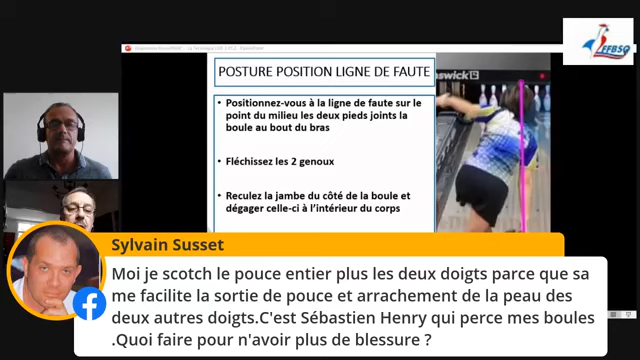 FFBSQ
POSTURE POSITION LIGNE DE FAUTE
• Positionnez-vous à la ligne de faute sur le
point du milieu les deux pieds joints la
boule au bout du bras
• Fléchissez les 2 genoux
• Reculez la jambe du côté de la boule et
dégager celle-ci à l'intérieur du corps
Sylvain Susset
Moi je scotch le pouce entier plus les deux doigts parce que sa
me facilite la sortie de pouce et arrachement de la peau des
deux autres doigts.C'est Sébastien Henry qui perce mes boules
.Quoi faire pour n'avoir plus de blessure ?